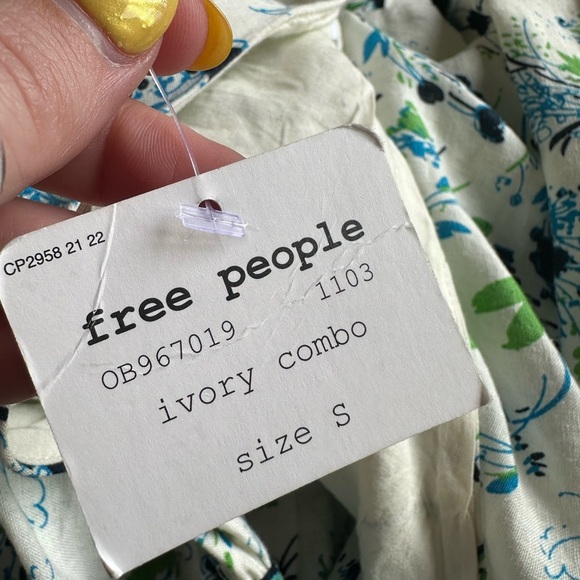 CP2958 21 22
free people
OB967019 1103
ivory combo
size S